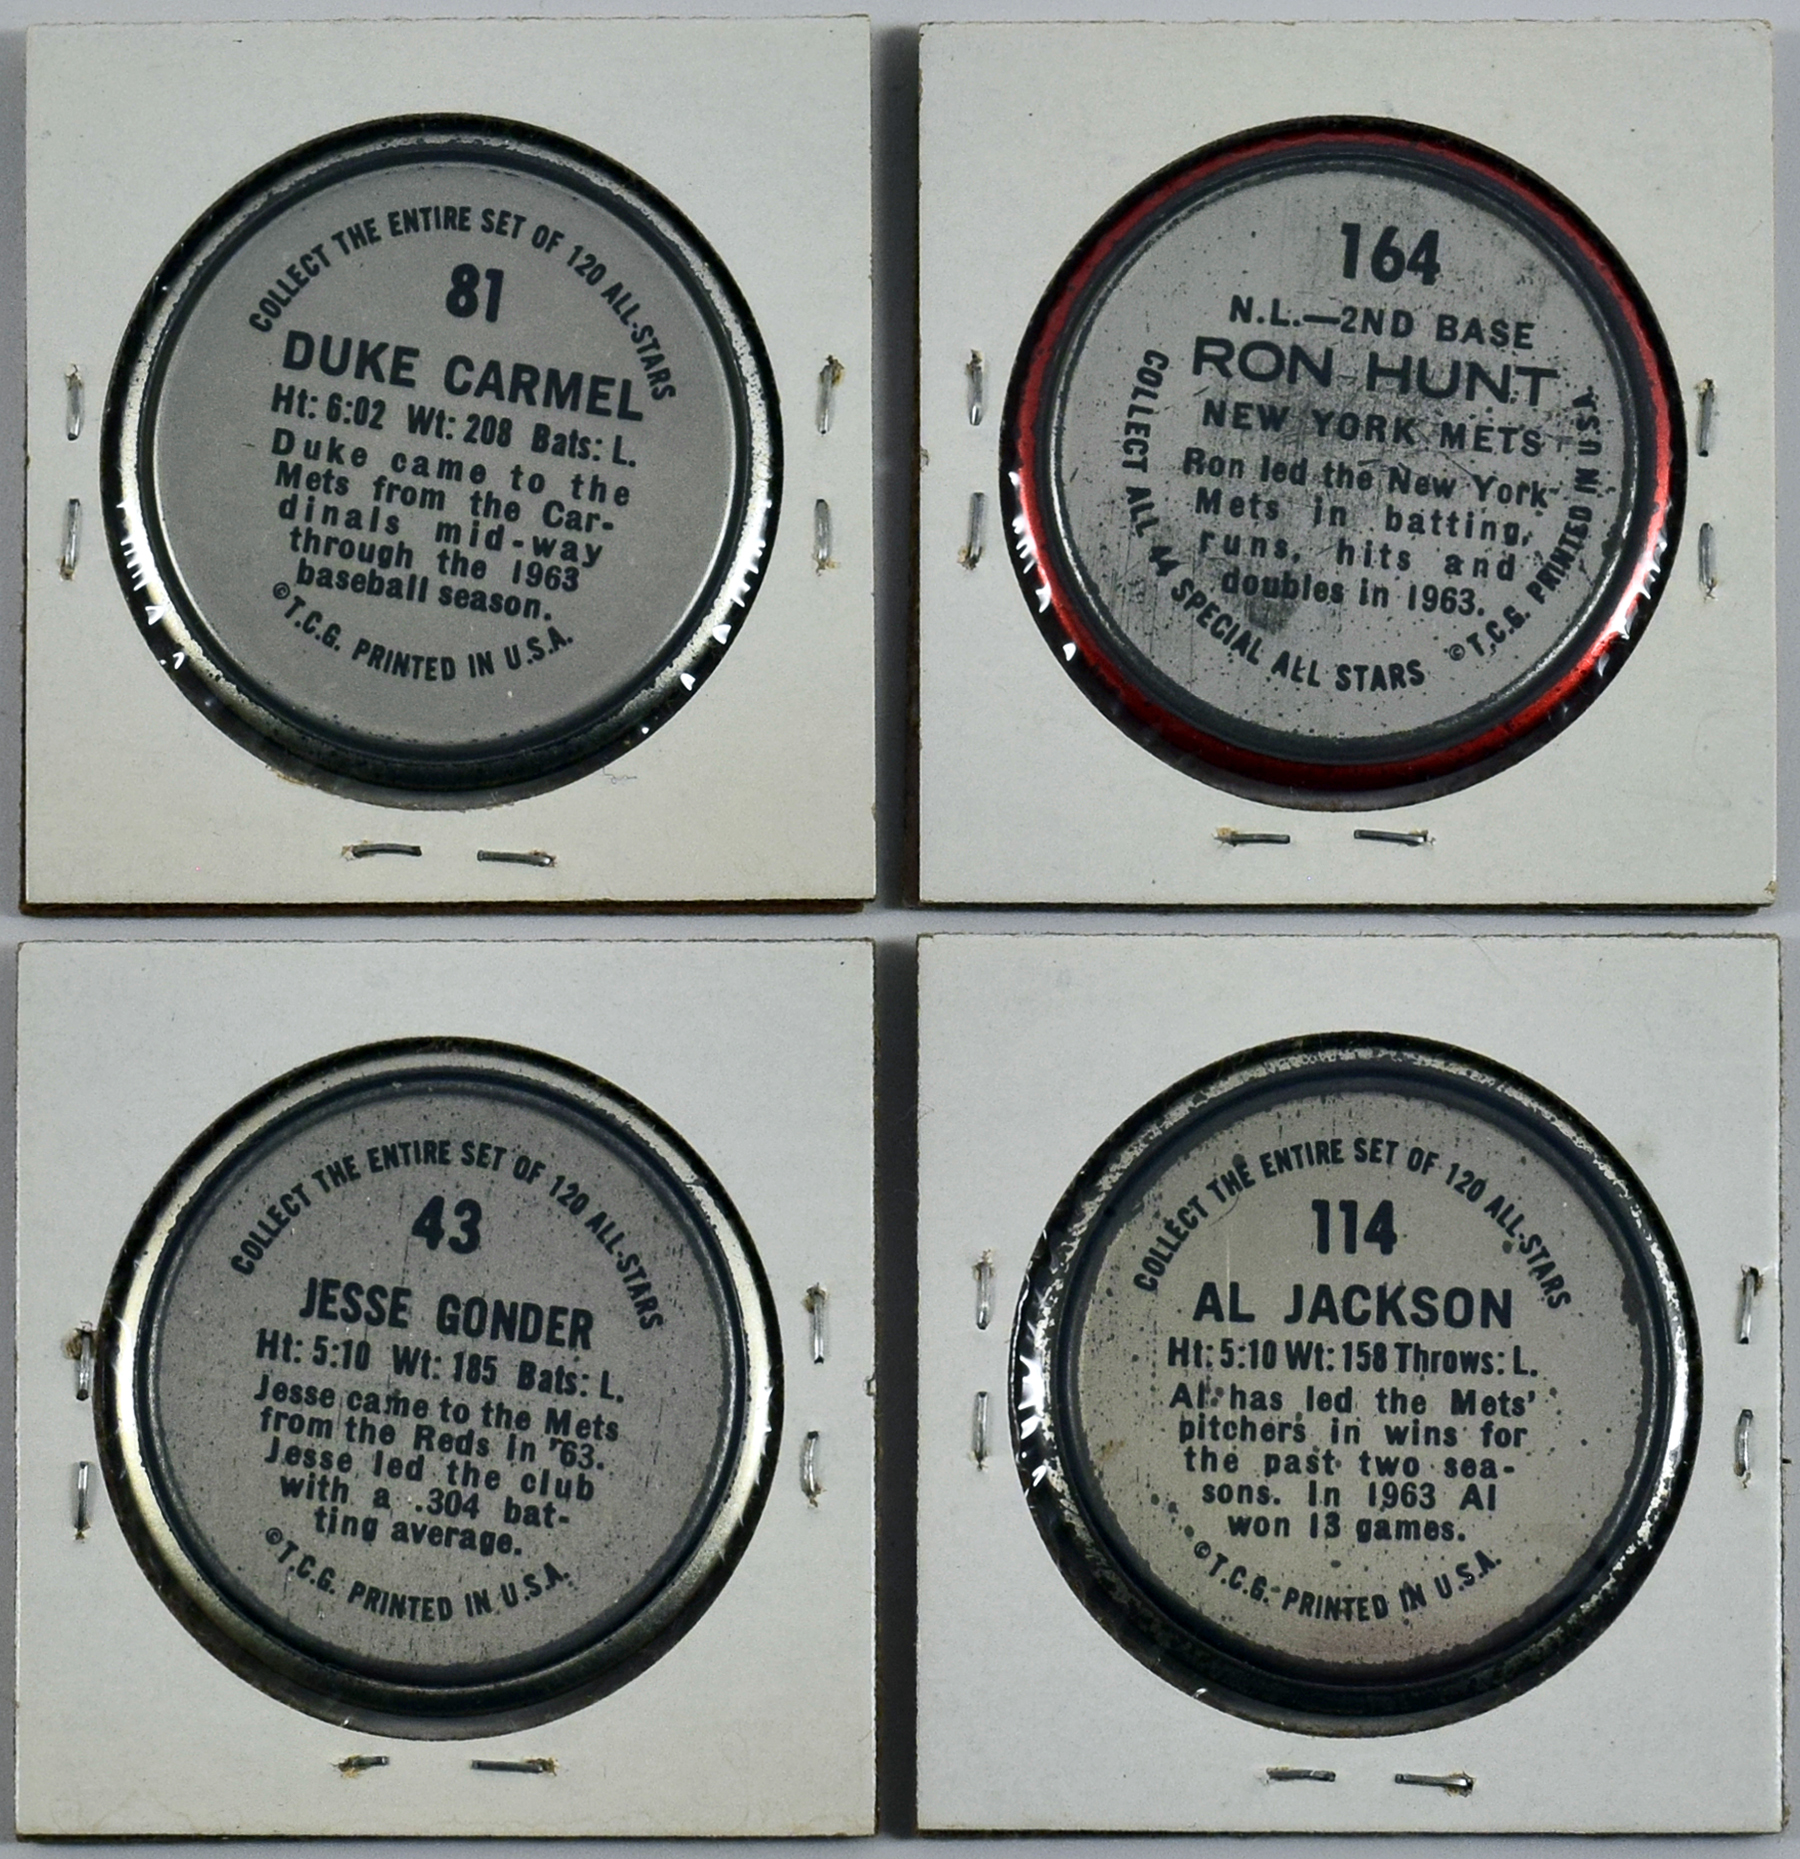 COLLECT THE ENTIRE SET OF 120 ALL-STARS
81
DUKE CARMEL
Ht: 6:02 Wt: 208 Bats: L.
Duke came to the
Mets from the Car-
dinals mid-way
through the 1963
baseball season.
©T.C.G. PRINTED IN U.S.A.
164
N.L.—2ND BASE
RON HUNT
NEW YORK METS
Ron led the New York
Mets in batting,
runs, hits and
doubles in 1963.
COLLECT ALL 44 SPECIAL ALL STARS
©T.C.G. PRINTED IN U.S.A.
COLLECT THE ENTIRE SET OF 120 ALL-STARS
43
JESSE GONDER
Ht: 5:10 Wt: 185 Bats: L.
Jesse came to the Mets
from the Reds in '63.
Jesse led the club
with a .304 bat-
ting average.
©T.C.G. PRINTED IN U.S.A.
COLLECT THE ENTIRE SET OF 120 ALL-STARS
114
AL JACKSON
Ht: 5:10 Wt: 158 Throws: L.
Al has led the Mets'
pitchers in wins for
the past two sea-
sons. In 1963 Al
won 13 games.
©T.C.G. PRINTED IN U.S.A.